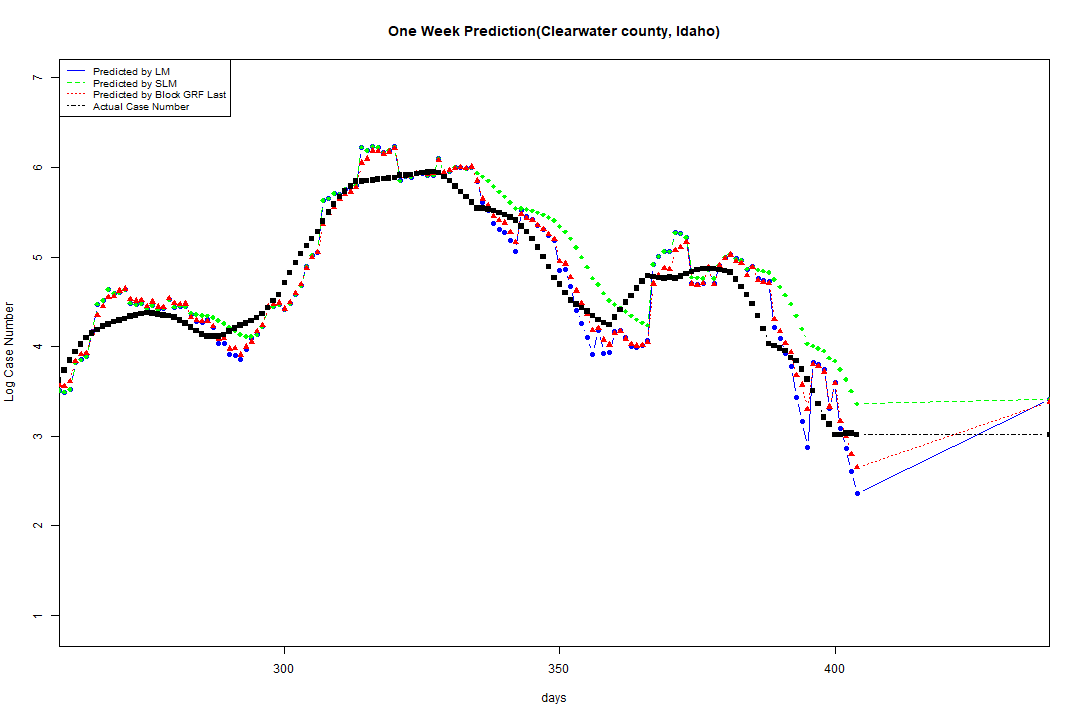 One Week Prediction(Clearwater county, Idaho)
Predicted by LM
Predicted by SLM
Predicted by Block GRF Last
Actual Case Number
7
6
5
4
3
2
1
Log Case Number
300
350
400
days